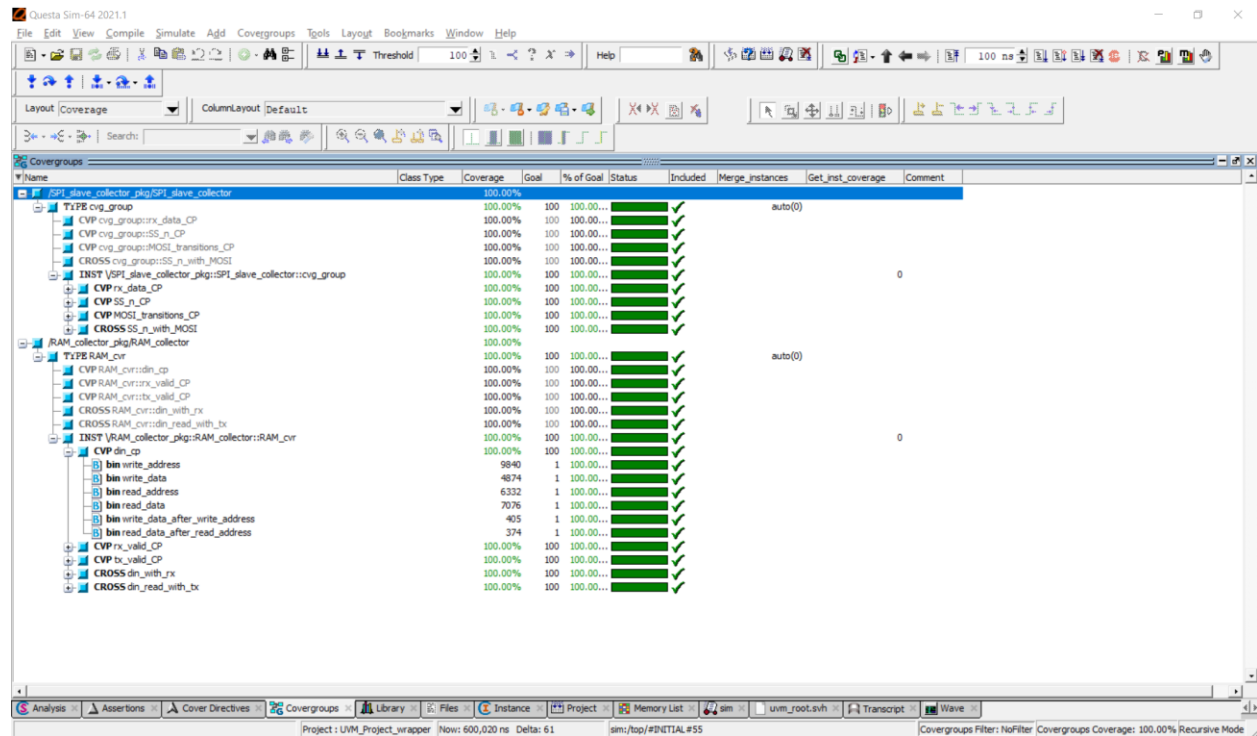 Questa Sim-64 2021.1
File Edit View Compile Simulate Add Covergroups Tools Layout Bookmarks Window Help
Threshold 100 Help 100 ns
Layout Coverage ColumnLayout Default
Search:
Covergroups
Name Class Type Coverage Goal % of Goal Status Included Merge_instances Get_inst_coverage Comment
/SPI_slave_collector_pkg/SPI_slave_collector 100.00%
TYPE cvg_group 100.00% 100 100.00... auto(0)
CVP cvg_group::rx_data_CP 100.00% 100 100.00...
CVP cvg_group::SS_n_CP 100.00% 100 100.00...
CVP cvg_group::MOSI_transitions_CP 100.00% 100 100.00...
CROSS cvg_group::SS_n_with_MOSI 100.00% 100 100.00...
INST \/SPI_slave_collector_pkg::SPI_slave_collector::cvg_group 100.00% 100 100.00... 0
CVP rx_data_CP 100.00% 100 100.00...
CVP SS_n_CP 100.00% 100 100.00...
CVP MOSI_transitions_CP 100.00% 100 100.00...
CROSS SS_n_with_MOSI 100.00% 100 100.00...
/RAM_collector_pkg/RAM_collector 100.00%
TYPE RAM_cvr 100.00% 100 100.00... auto(0)
CVP RAM_cvr::din_cp 100.00% 100 100.00...
CVP RAM_cvr::rx_valid_CP 100.00% 100 100.00...
CVP RAM_cvr::tx_valid_CP 100.00% 100 100.00...
CROSS RAM_cvr::din_with_rx 100.00% 100 100.00...
CROSS RAM_cvr::din_read_with_tx 100.00% 100 100.00...
INST \/RAM_collector_pkg::RAM_collector::RAM_cvr 100.00% 100 100.00... 0
CVP din_cp 100.00% 100 100.00...
B] bin write_address 9840 1 100.00...
B] bin write_data 4874 1 100.00...
B] bin read_address 6332 1 100.00...
B] bin read_data 7076 1 100.00...
B] bin write_data_after_write_address 405 1 100.00...
B] bin read_data_after_read_address 374 1 100.00...
CVP rx_valid_CP 100.00% 100 100.00...
CVP tx_valid_CP 100.00% 100 100.00...
CROSS din_with_rx 100.00% 100 100.00...
CROSS din_read_with_tx 100.00% 100 100.00...
Analysis Assertions Cover Directives Covergroups Library Files Instance Project Memory List sim uvm_root.svh Transcript Wave
Project : UVM_Project_wrapper Now: 600,020 ns Delta: 61 sim:/top/#INITIAL#55 Covergroups Filter: NoFilter Covergroups Coverage: 100.00% Recursive Mode